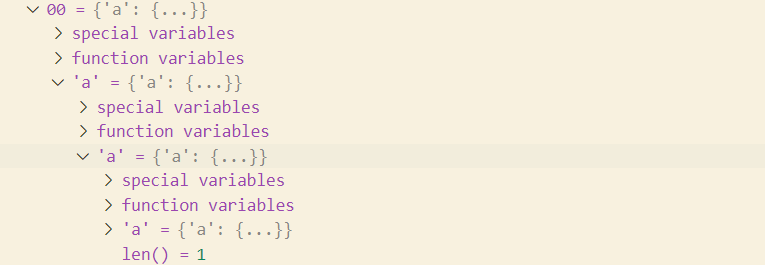 00 = {'a': {...}}
special variables
function variables
'a' = {'a': {...}}
special variables
function variables
'a' = {'a': {...}}
special variables
function variables
'a' = {'a': {...}}
len() = 1